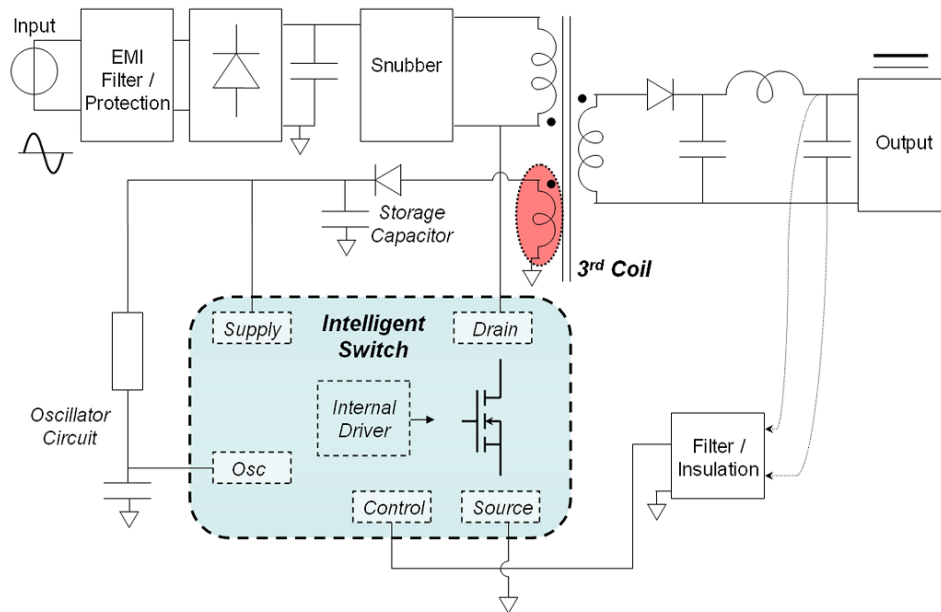 Input
EMI
Filter /
Protection
Snubber
Output
Storage
Capacitor
3rd Coil
Intelligent
Switch
Supply
Drain
Internal
Driver
Oscillator
Circuit
Osc
Control
Source
Filter /
Insulation